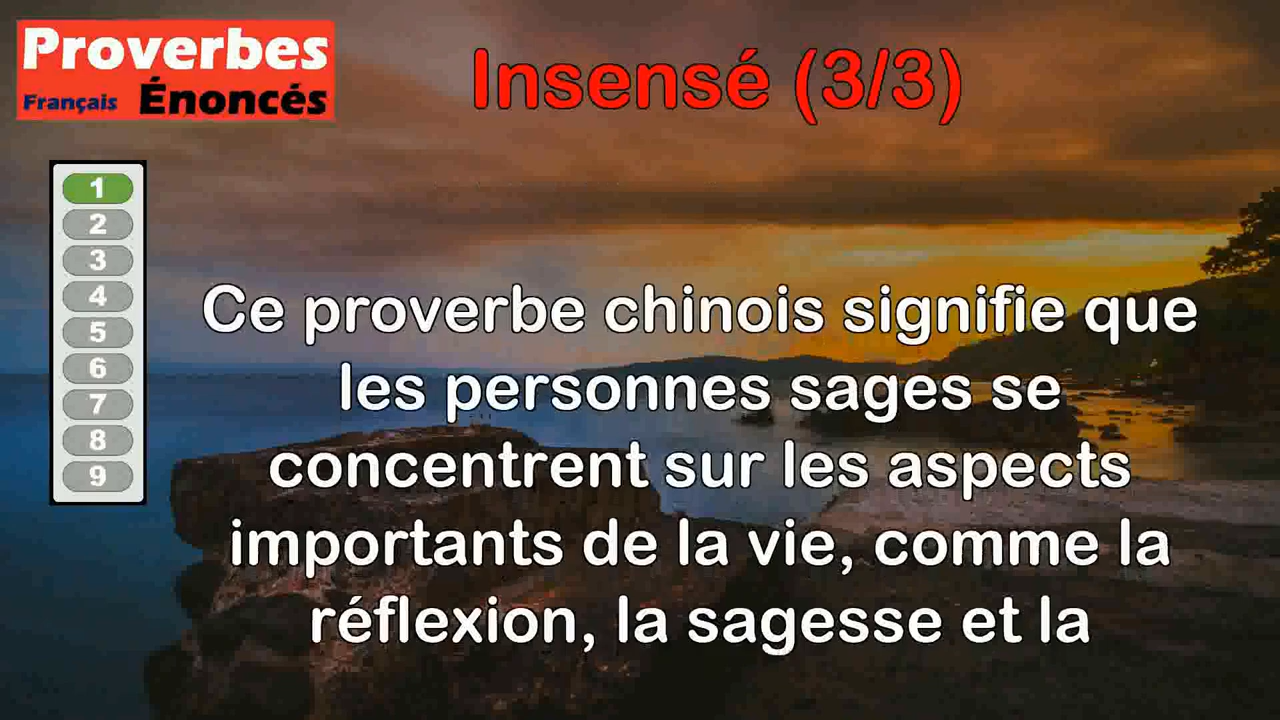 Proverbes
Français Énoncés
Insensé (3/3)
1
2
3
4
5
6
7
8
9
Ce proverbe chinois signifie que
les personnes sages se
concentrent sur les aspects
importants de la vie, comme la
réflexion, la sagesse et la